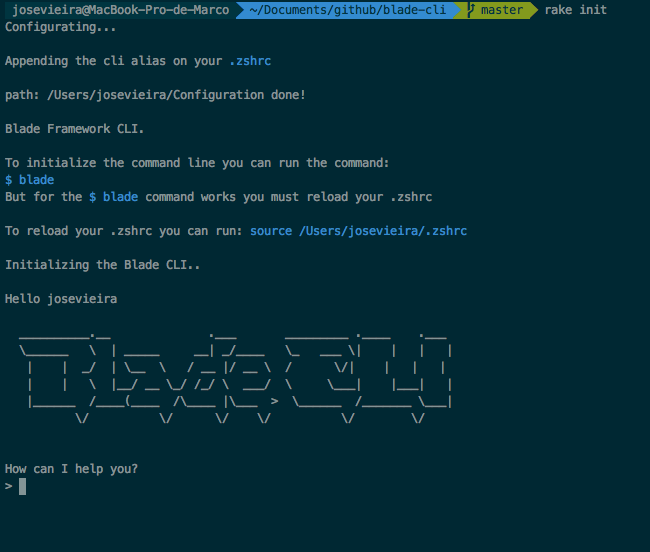 josevieira@MacBook-Pro-de-Marco ~/Documents/github/blade-cli master rake init
Configurating...
Appending the cli alias on your .zshrc
path: /Users/josevieira/Configuration done!
Blade Framework CLI.
To initialize the command line you can run the command:
$ blade
But for the $ blade command works you must reload your .zshrc
To reload your .zshrc you can run: source /Users/josevieira/.zshrc
Initializing the Blade CLI..
Hello josevieira
Blade CLI
How can I help you?
>